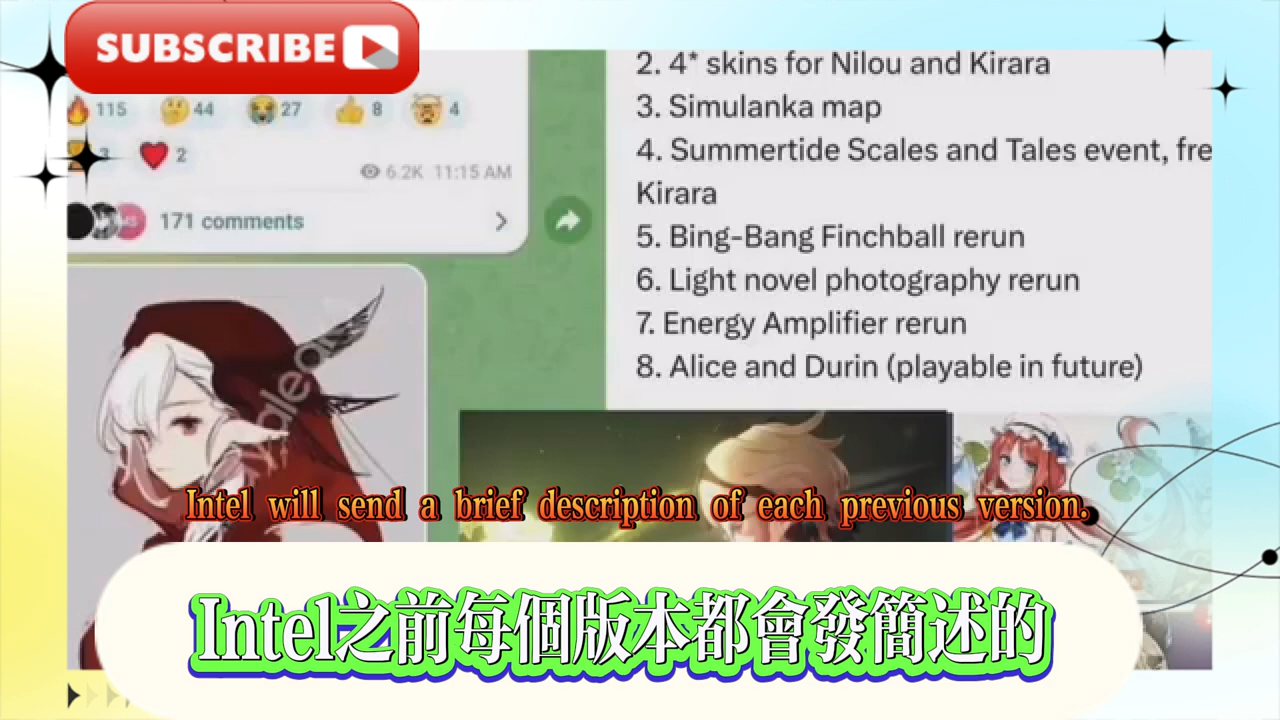 SUBSCRIBE
115 44 27 8 4
3 2
6.2K 11:15 AM
171 comments
2. 4* skins for Nilou and Kirara
3. Simulanka map
4. Summertide Scales and Tales event, fre
Kirara
5. Bing-Bang Finchball rerun
6. Light novel photography rerun
7. Energy Amplifier rerun
8. Alice and Durin (playable in future)
Intel will send a brief description of each previous version.
Intel之前每個版本都會發簡述的